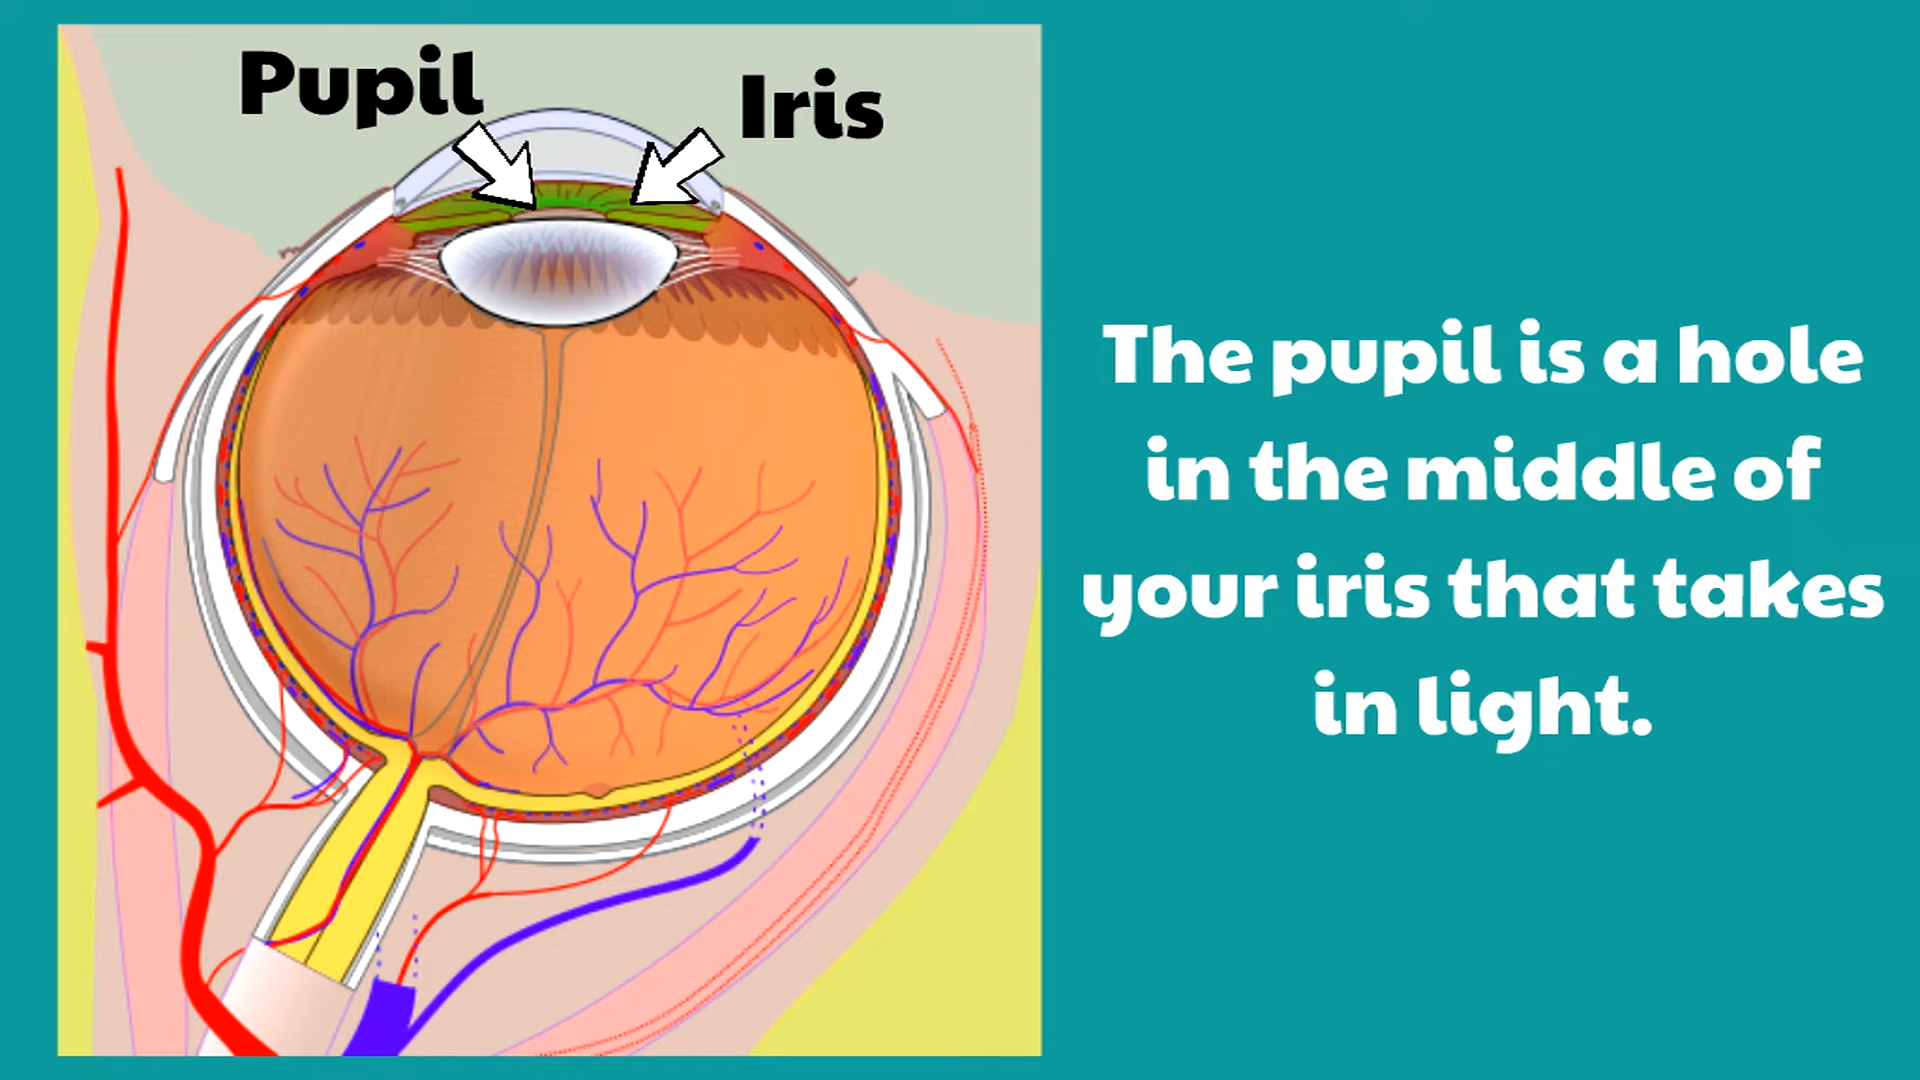 Pupil
Iris
The pupil is a hole
in the middle of
your iris that takes
in light.